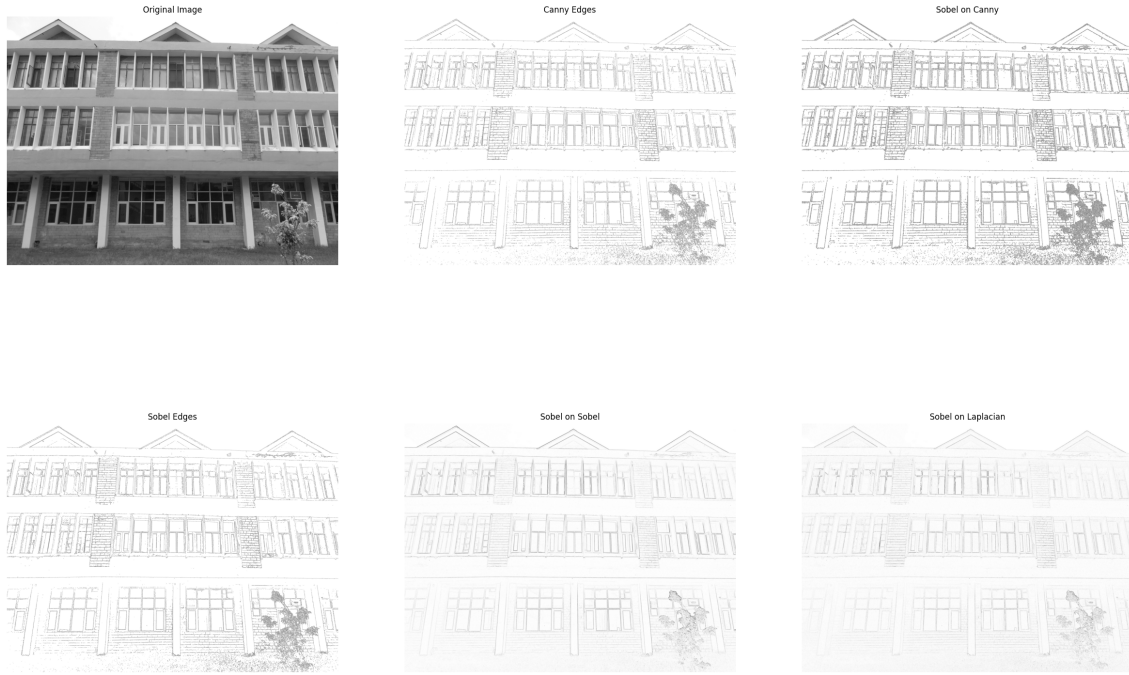 Original Image
Canny Edges
Sobel on Canny
Sobel Edges
Sobel on Sobel
Sobel on Laplacian